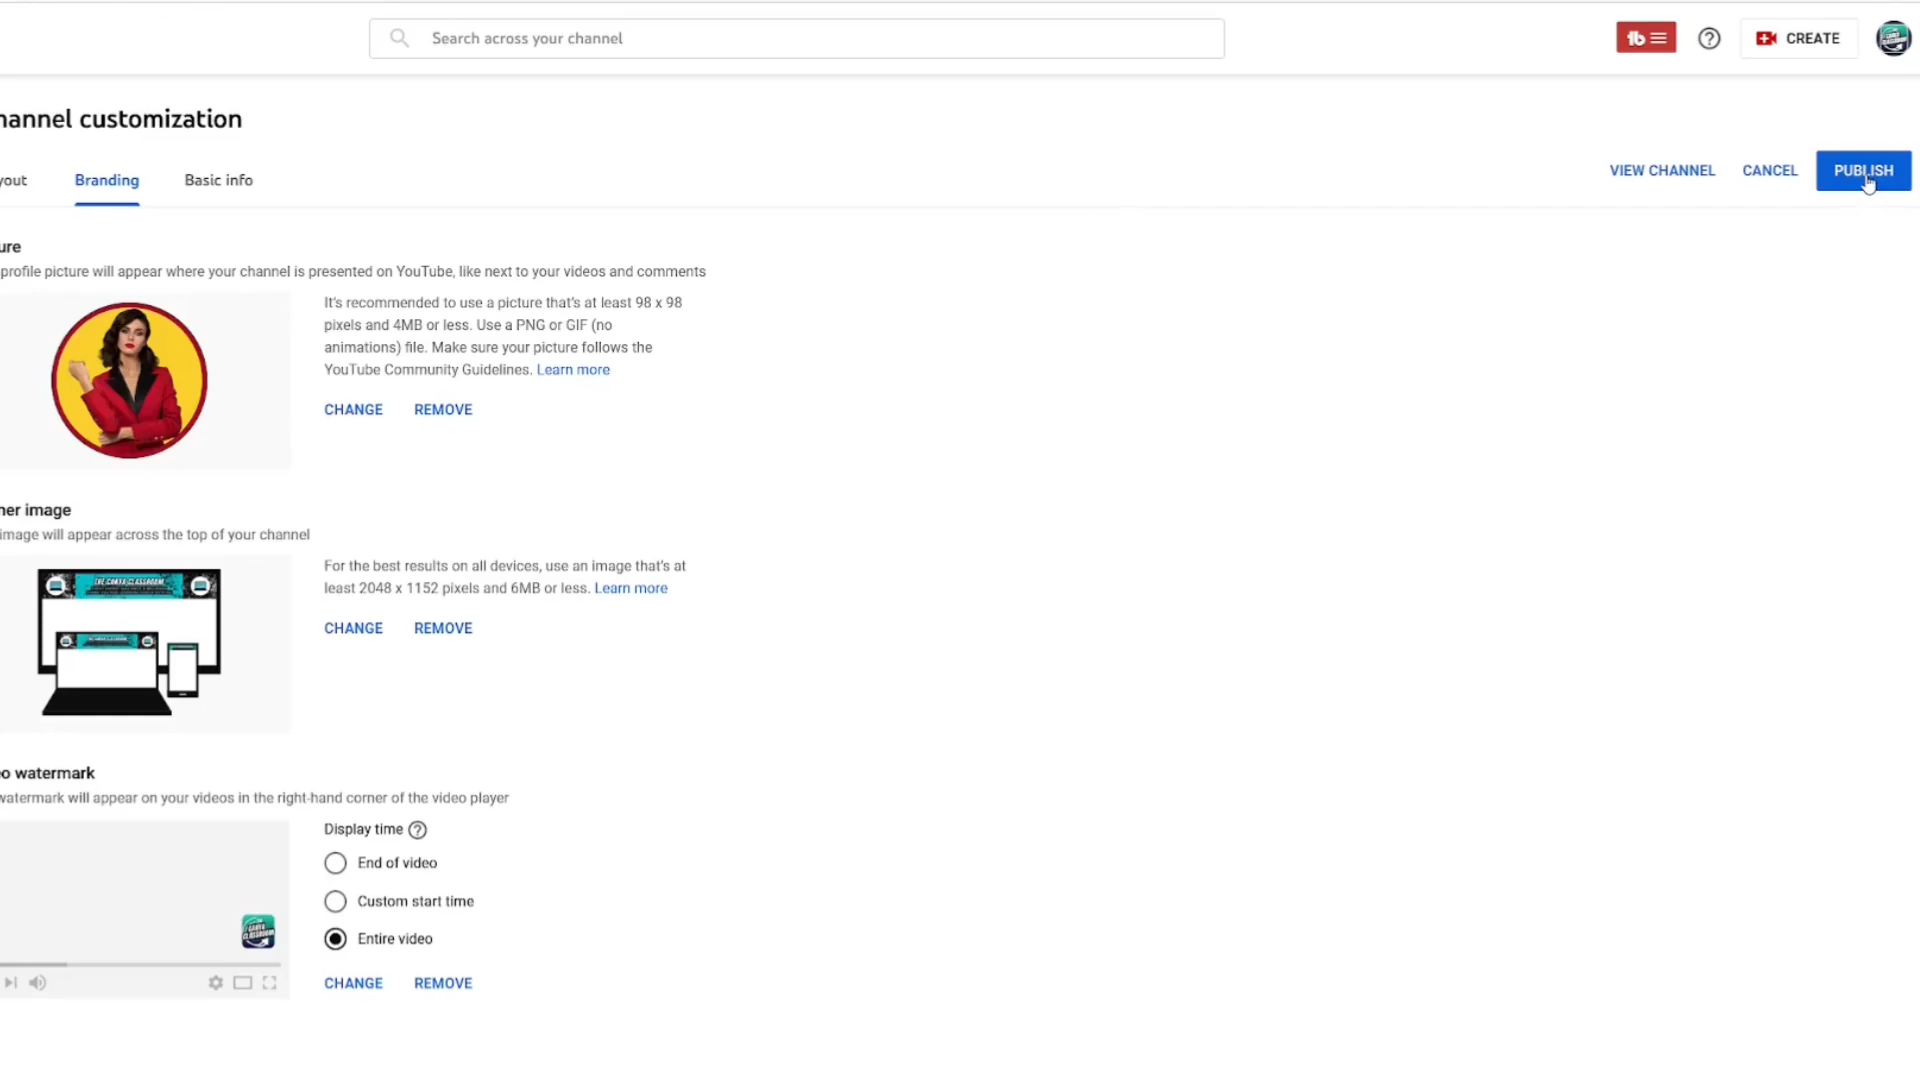 Search across your channel
CREATE
hannel customization
yout
Branding
Basic info
VIEW CHANNEL
CANCEL
PUBLISH
ure
profile picture will appear where your channel is presented on YouTube, like next to your videos and comments
It's recommended to use a picture that's at least 98 x 98
pixels and 4MB or less. Use a PNG or GIF (no
animations) file. Make sure your picture follows the
YouTube Community Guidelines. Learn more
CHANGE
REMOVE
ner image
image will appear across the top of your channel
THE CANVA CLASSROOM
For the best results on all devices, use an image that's at
least 2048 x 1152 pixels and 6MB or less. Learn more
CHANGE
REMOVE
o watermark
watermark will appear on your videos in the right-hand corner of the video player
Display time
End of video
Custom start time
Entire video
CHANGE
REMOVE